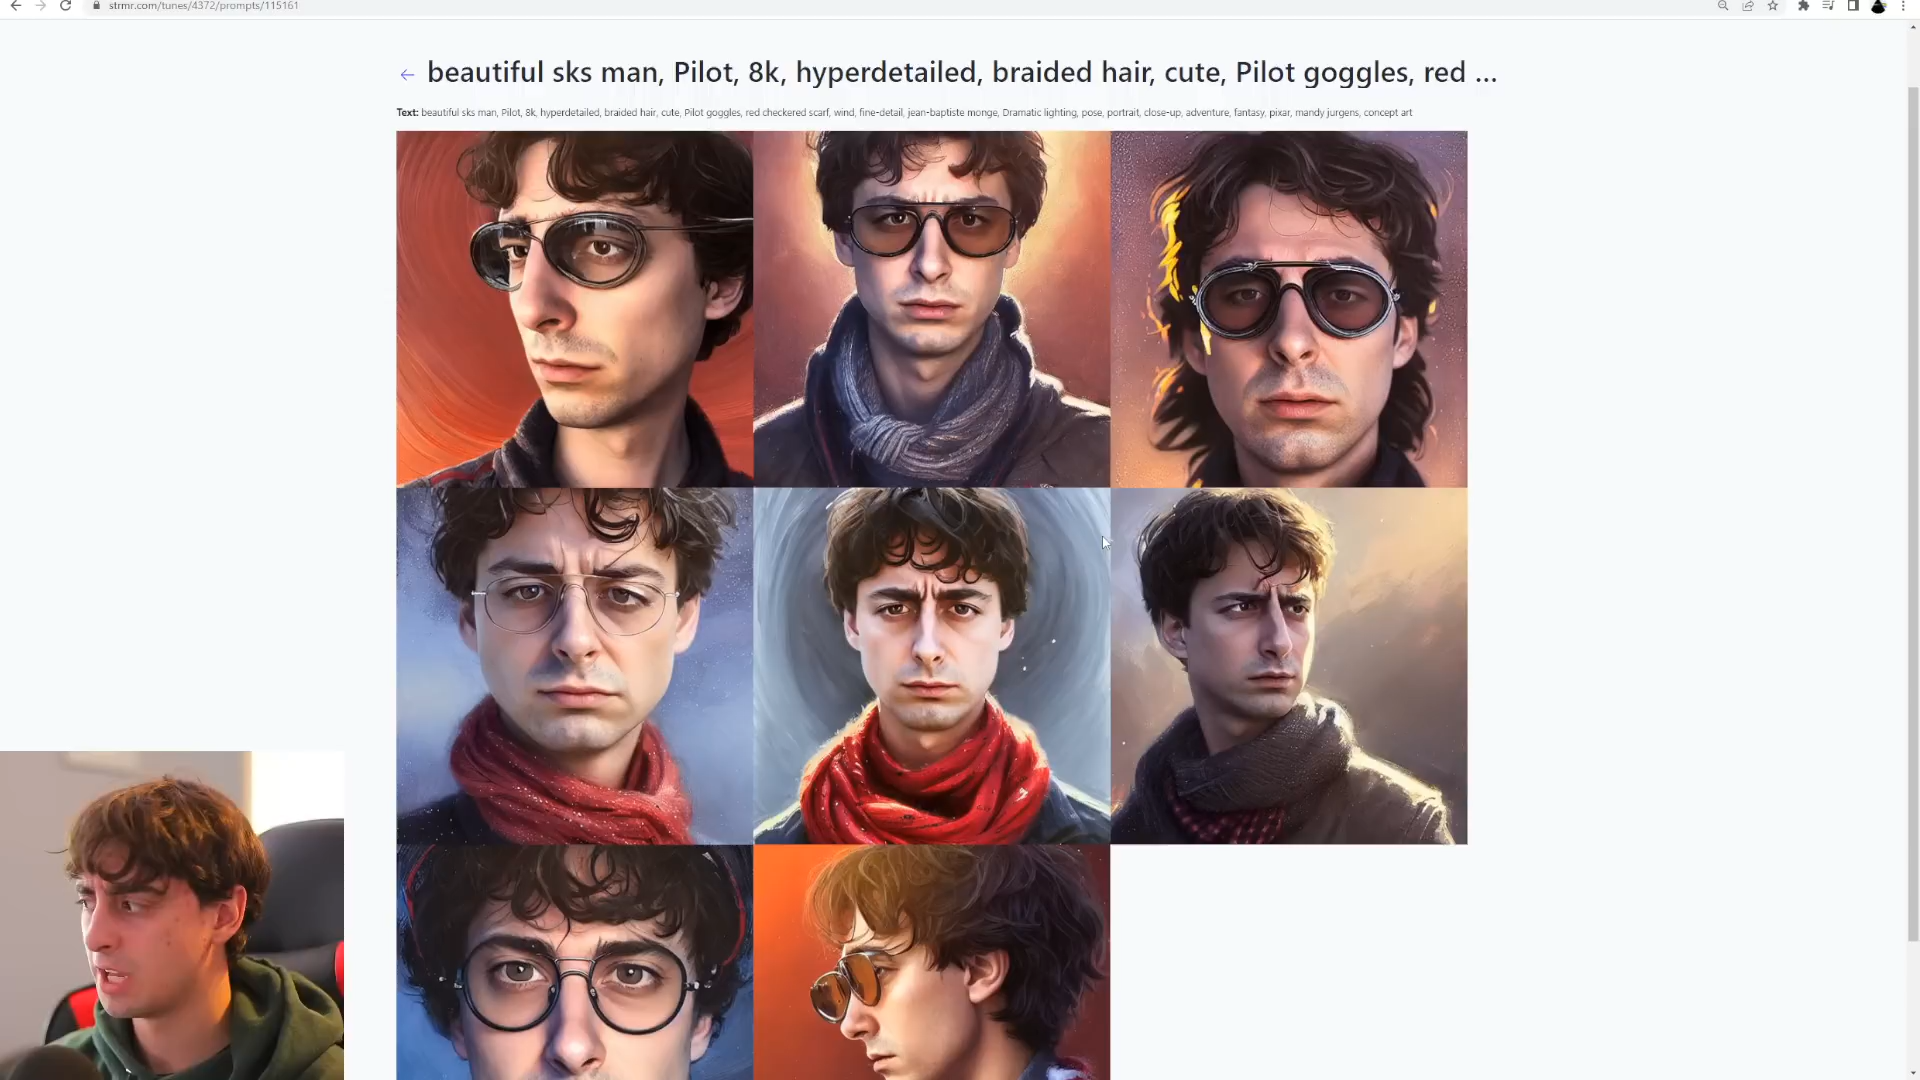 strmr.com/tunes/4372/prompts/115161
← beautiful sks man, Pilot, 8k, hyperdetailed, braided hair, cute, Pilot goggles, red ...
Text: beautiful sks man, Pilot, 8k, hyperdetailed, braided hair, cute, Pilot goggles, red checkered scarf, wind, fine-detail, jean-baptiste monge, Dramatic lighting, pose, portrait, close-up, adventure, fantasy, pixar, mandy jurgens, concept art